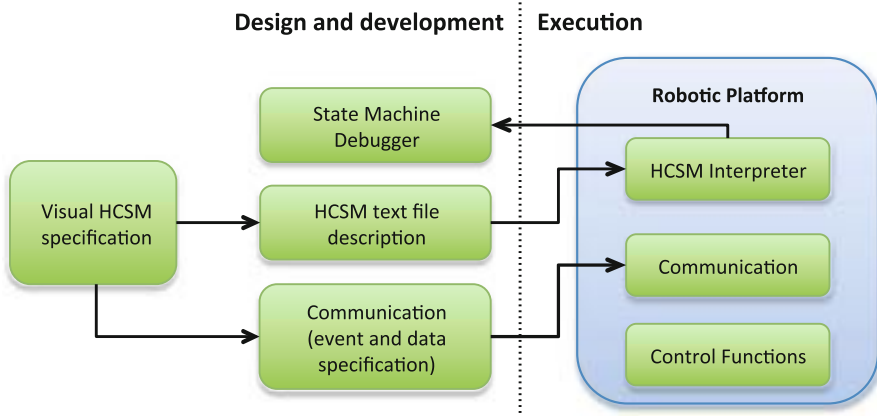 Design and development
Execution
Robotic Platform
State Machine
Debugger
HCSM Interpreter
Visual HCSM
specification
HCSM text file
description
Communication
Communication
(event and data
specification)
Control Functions